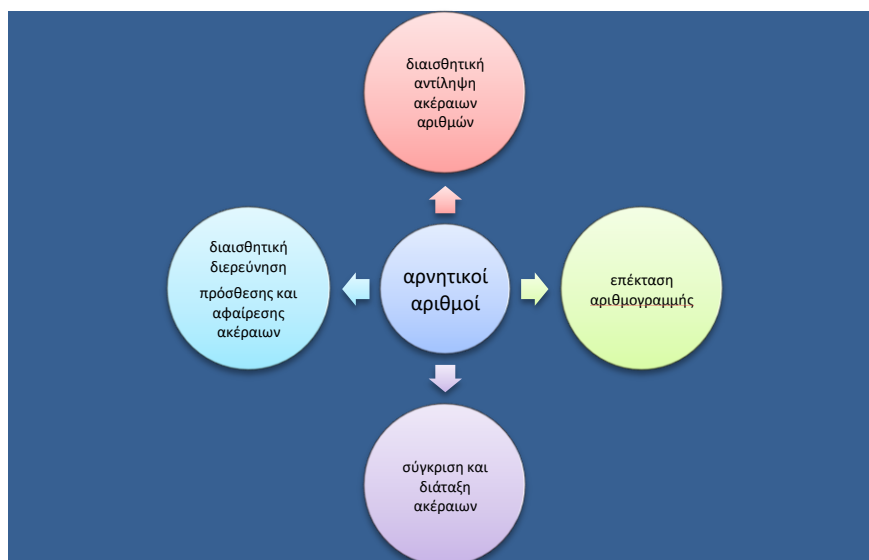 διαισθητική
αντίληψη
ακέραιων
αριθμών
διαισθητική
διερεύνηση
πρόσθεσης και
αφαίρεσης
ακέραιων
αρνητικοί
αριθμοί
επέκταση
αριθμογραμμής
σύγκριση και
διάταξη
ακέραιων